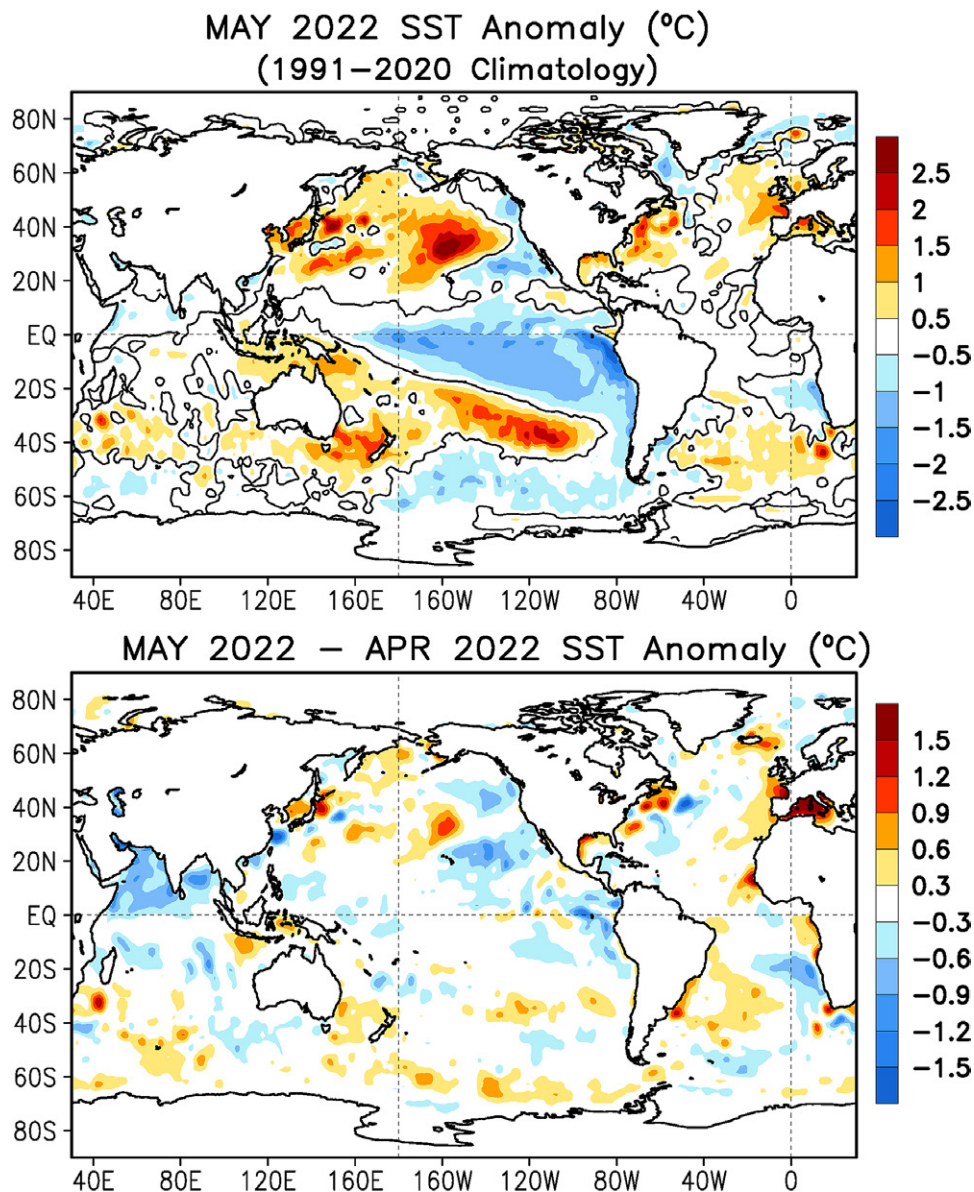 MAY 2022 SST Anomaly (ºC)
(1991–2020 Climatology)
80N
60N
40N
20N
EQ
20S
40S
60S
80S
40E 80E 120E 160E 160W 120W 80W 40W 0
2.5
2
1.5
1
0.5
−0.5
−1
−1.5
−2
−2.5
MAY 2022 – APR 2022 SST Anomaly (ºC)
80N
60N
40N
20N
EQ
20S
40S
60S
80S
40E 80E 120E 160E 160W 120W 80W 40W 0
1.5
1.2
0.9
0.6
0.3
−0.3
−0.6
−0.9
−1.2
−1.5